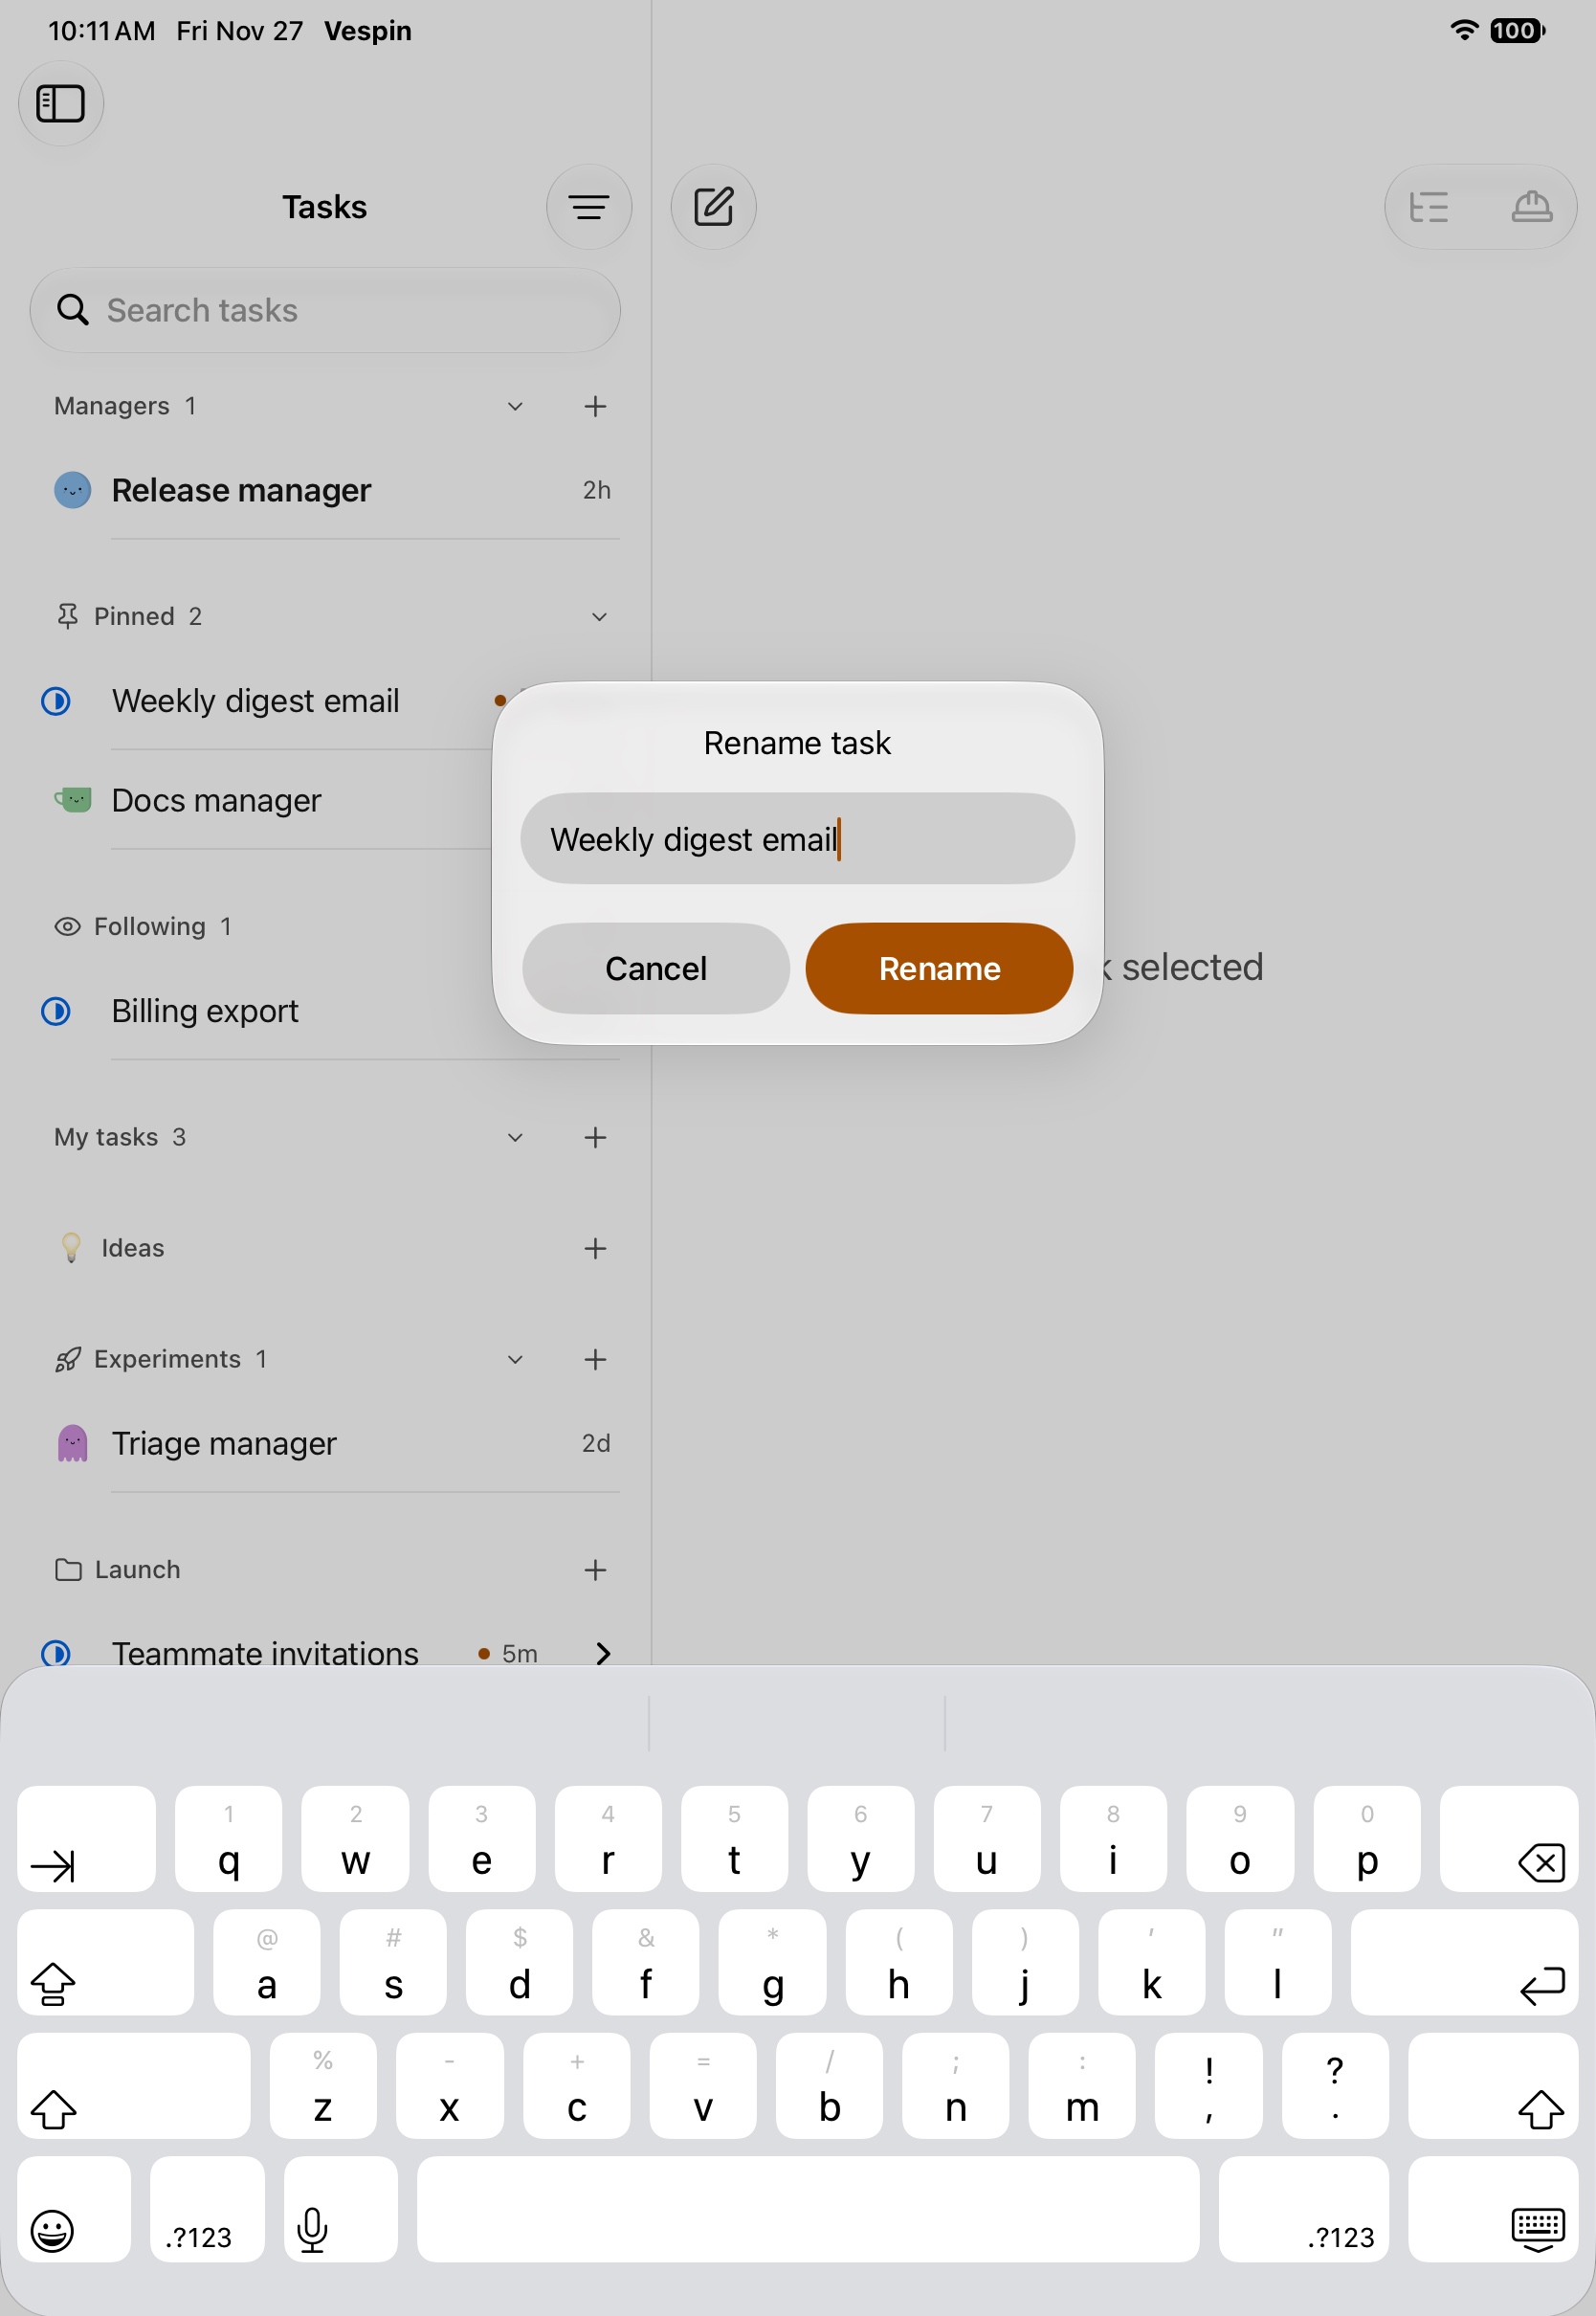 10:11 AM Fri Nov 27 Vespin
100
Tasks
Search tasks
Managers 1
Release manager 2h
Pinned 2
Weekly digest email
Docs manager
Following 1
Billing export
My tasks 3
Ideas
Experiments 1
Triage manager 2d
Launch
Teammate invitations 5m
Rename task
Weekly digest email
Cancel Rename
selected
1 2 3 4 5 6 7 8 9 0
q w e r t y u i o p
@ # $ & * ( ) ' "
a s d f g h j k l
% - + = / ; : ! ?
z x c v b n m , .
.?123 .?123